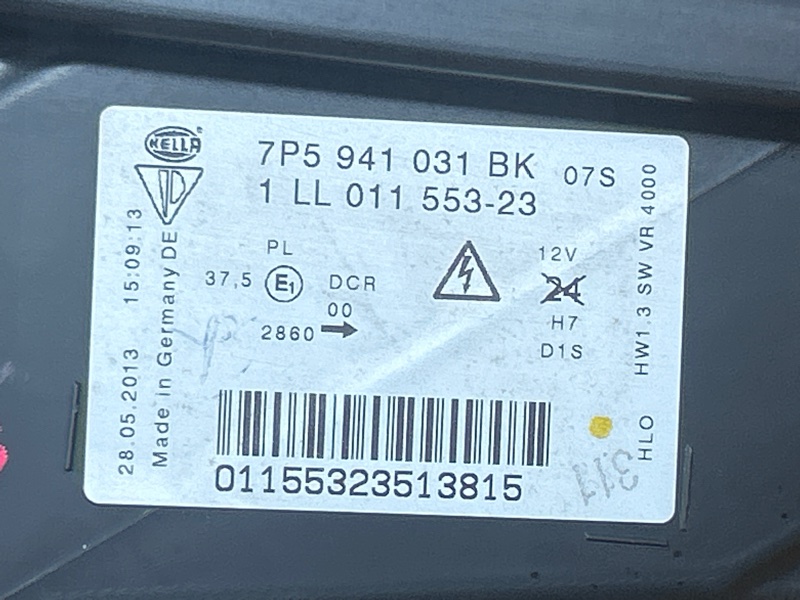 HELLA
7P5 941 031 BK 07S
1 LL 011 553-23
PL
37,5 E1 DCR
00
2860
12V
24
H7
D1S
28.05.2013 15:09:13
Made in Germany DE
HLO HW1.3 SW VR 4000
01155323513815
311